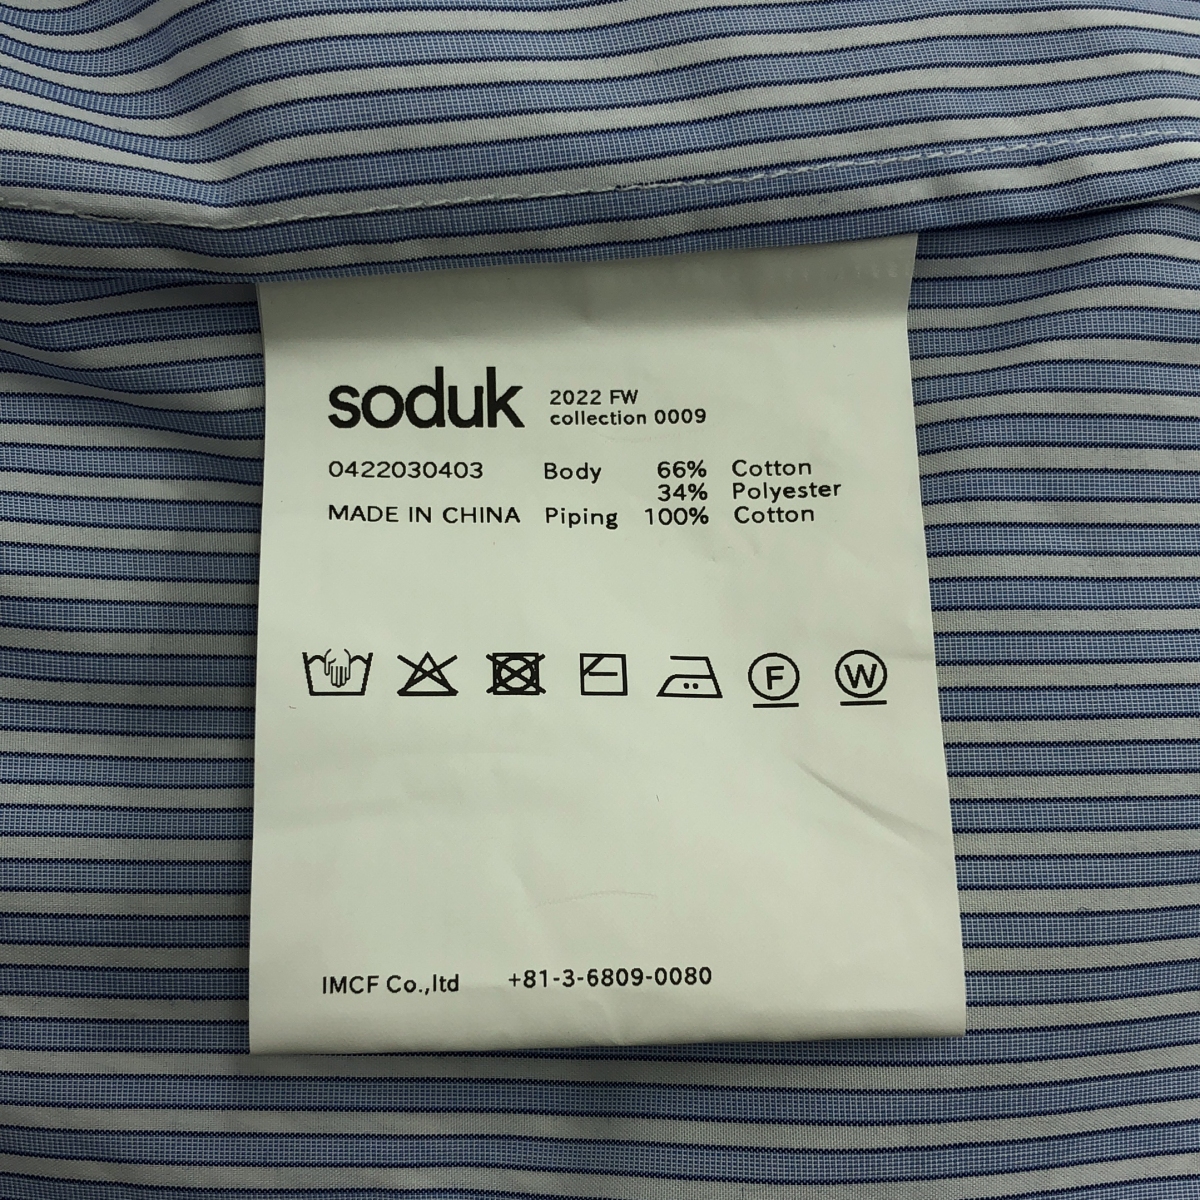 soduk 2022 FW
collection 0009
0422030403 Body 66% Cotton
34% Polyester
MADE IN CHINA Piping 100% Cotton
F W
IMCF Co.,ltd +81-3-6809-0080